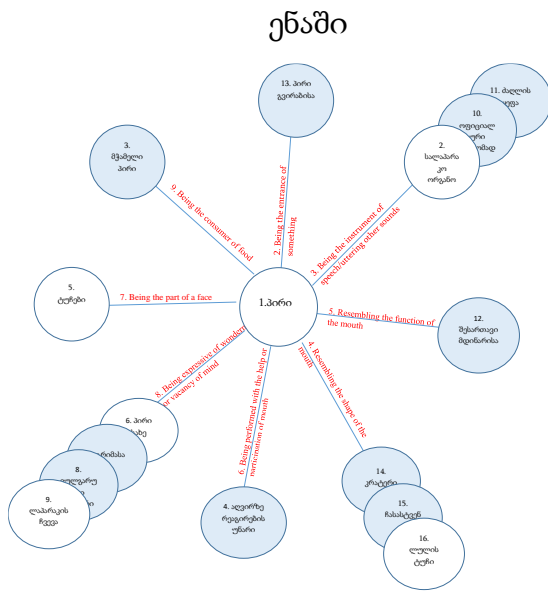 ენაში
13. პირი
გვირაბისა
11. ძაღლის
10.
ოფიციალ
2.
სალაპარა
კო
ორგანო
3.
მჭამელი
პირი
9. Being the consumer of food
2. Being the entrance of
something
3. Being the instrument of
speech/uttering other sounds
5.
ტუჩები
7. Being the part of a face
1.პირი
5. Resembling the function of
the mouth
12.
შესართავი
მდინარისა
8. Being expressive of wonder
or vacancy of mind
6. Being performed with the help or
participation of mouth
4. Resembling the shape of the
mouth
6. პირი
8.
9.
ლაპარაკის
ჩვევა
4. აღვირზე
რეაგირების
უნარი
14.
კრატერი
15.
ჩასასტვენ
16.
ლულის
ტუჩი